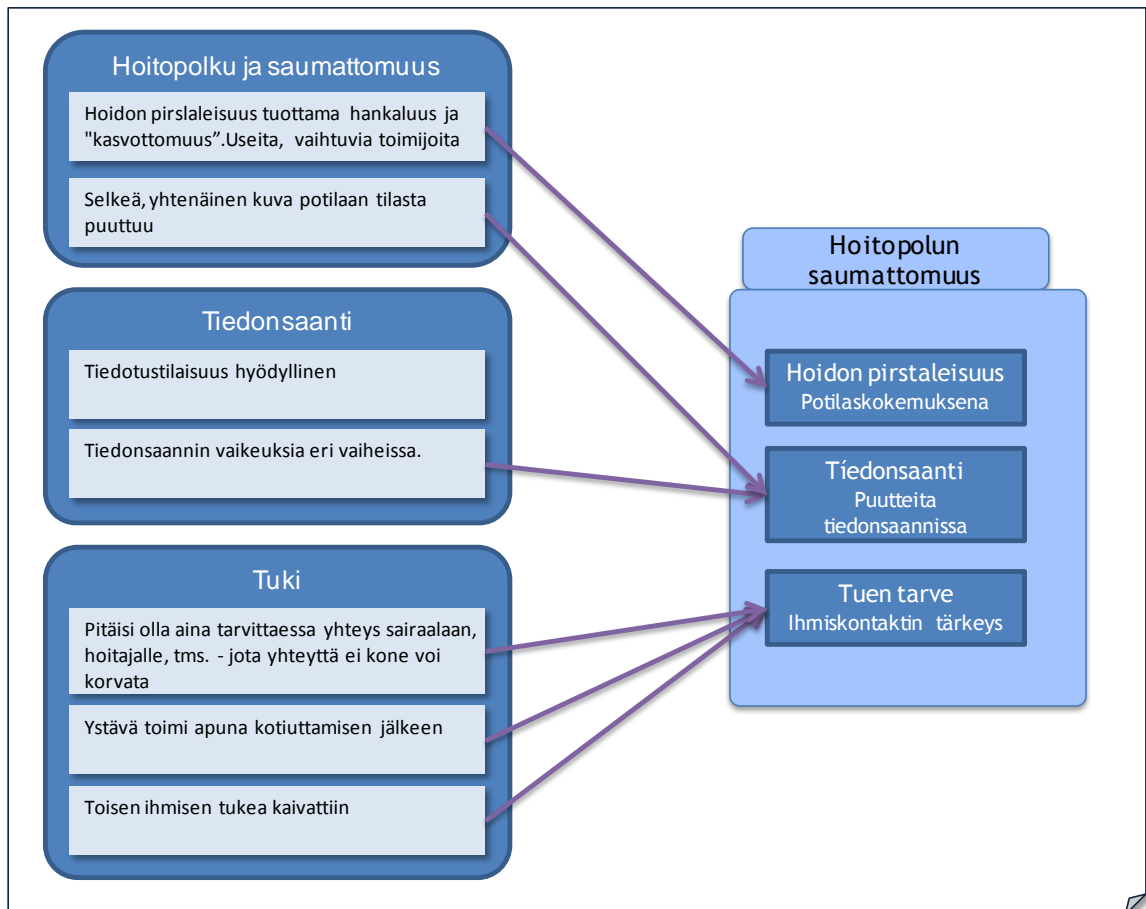 Hoitopolku ja saumattomuus
Hoidon pirslaleisuus tuottama hankaluus ja
"kasvottomuus”.Useita, vaihtuvia toimijoita
Selkeä, yhtenäinen kuva potilaan tilasta
puuttuu
Tiedonsaanti
Tiedotustilaisuus hyödyllinen
Tiedonsaannin vaikeuksia eri vaiheissa.
Tuki
Pitäisi olla aina tarvittaessa yhteys sairaalaan,
hoitajalle, tms. - jota yhteyttä ei kone voi
korvata
Ystävä toimi apuna kotiuttamisen jälkeen
Toisen ihmisen tukea kaivattiin
Hoitopolun
saumattomuus
Hoidon pirstaleisuus
Potilaskokemuksena
Tíedonsaanti
Puutteita
tiedonsaannissa
Tuen tarve
Ihmiskontaktin tärkeys